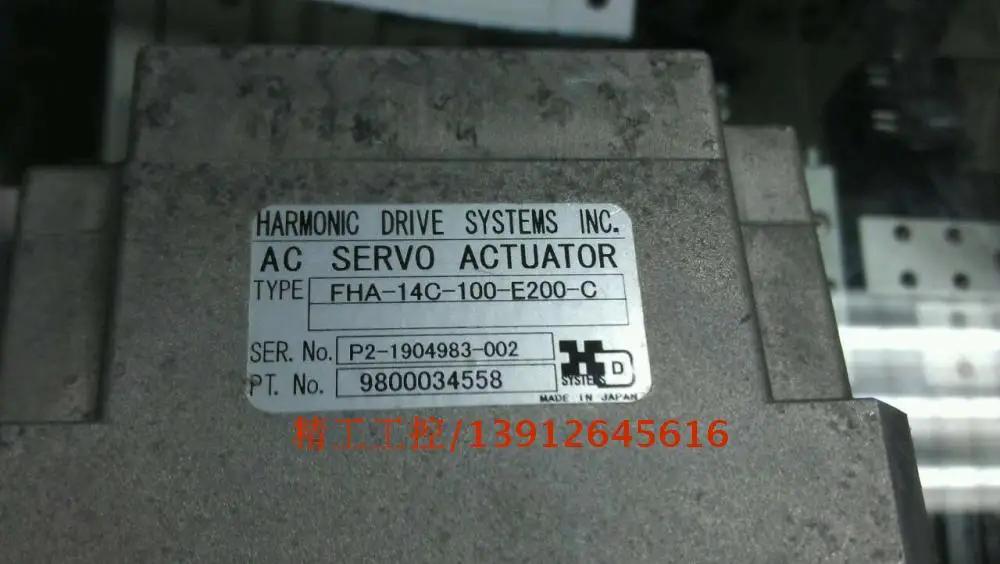 HARMONIC DRIVE SYSTEMS INC.
AC SERVO ACTUATOR
TYPE FHA-14C-100-E200-C
SER. No. P2-1904983-002
PT. No. 9800034558
HD
SYSTEMS
MADE IN JAPAN
精工工控/13912645616